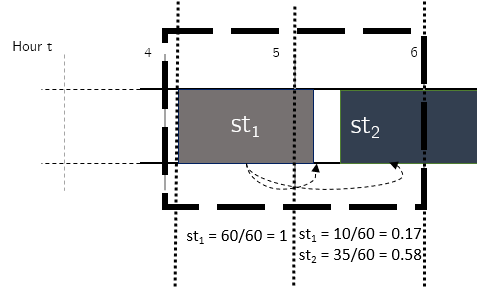 Hour t
4 5 6
st1 st2
st1 = 60/60 = 1
st1 = 10/60 = 0.17
st2 = 35/60 = 0.58